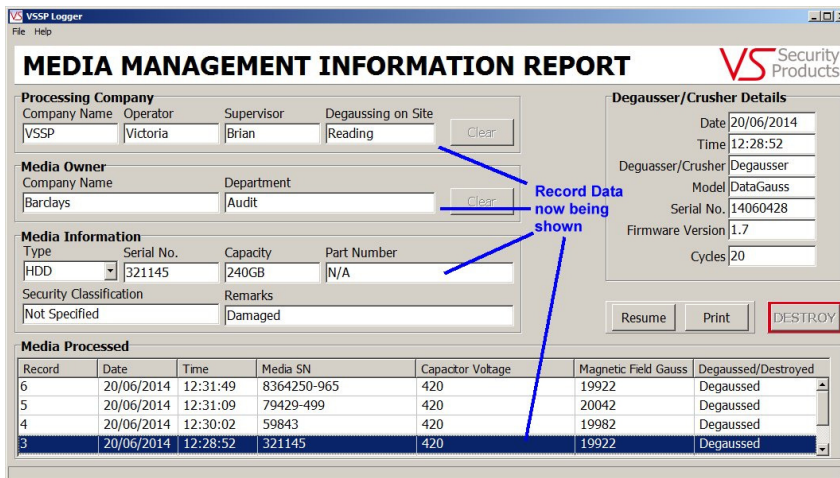 VSSP Logger
File Help
MEDIA MANAGEMENT INFORMATION REPORT
VS Security Products
Processing Company
Company Name Operator Supervisor Degaussing on Site
VSSP Victoria Brian Reading Clear
Media Owner
Company Name Department
Barclays Audit Clear
Media Information
Type Serial No. Capacity Part Number
HDD 321145 240GB N/A
Security Classification Remarks
Not Specified Damaged
Record Data
now being
shown
Degausser/Crusher Details
Date 20/06/2014
Time 12:28:52
Deguasser/Crusher Degausser
Model DataGauss
Serial No. 14060428
Firmware Version 1.7
Cycles 20
Resume Print DESTROY
Media Processed
Record Date Time Media SN Capacitor Voltage Magnetic Field Gauss Degaussed/Destroyed
6 20/06/2014 12:31:49 8364250-965 420 19922 Degaussed
5 20/06/2014 12:31:09 79429-499 420 20042 Degaussed
4 20/06/2014 12:30:02 59843 420 19982 Degaussed
3 20/06/2014 12:28:52 321145 420 19922 Degaussed